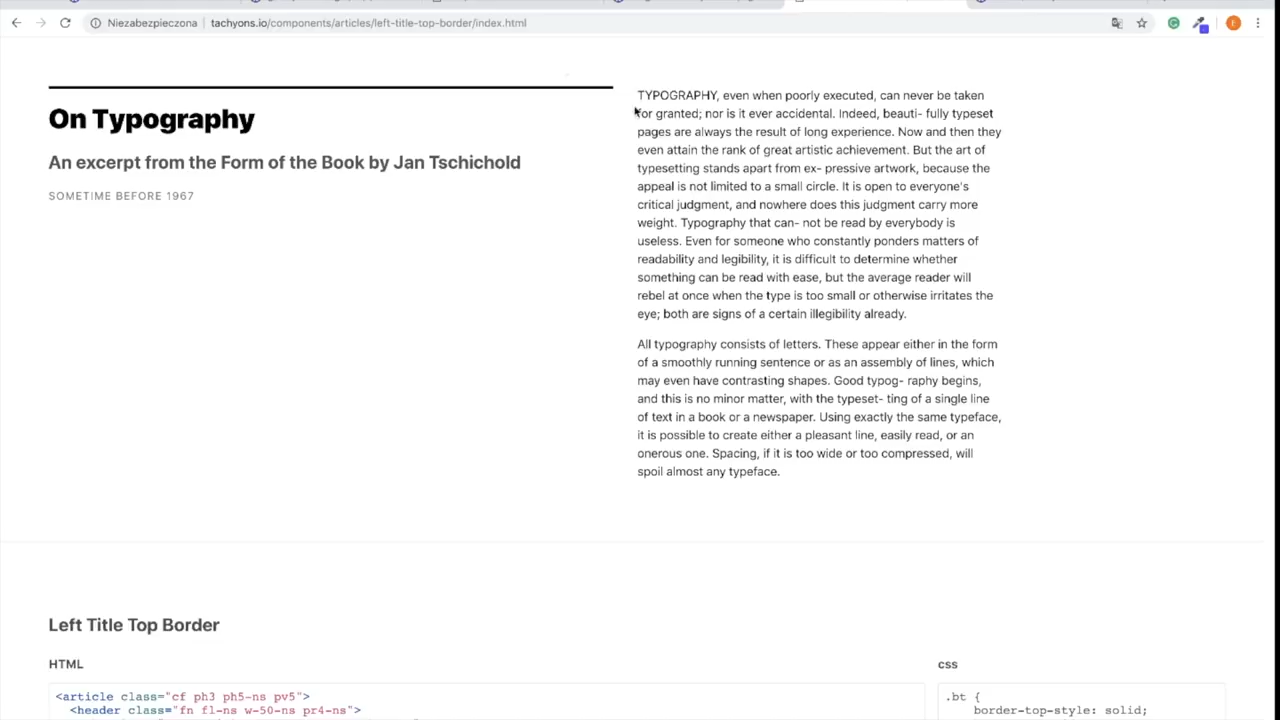 Niezabezpieczona
tachyons.io/components/articles/left-title-top-border/index.html
On Typography
An excerpt from the Form of the Book by Jan Tschichold
SOMETIME BEFORE 1967
TYPOGRAPHY, even when poorly executed, can never be taken
for granted; nor is it ever accidental. Indeed, beauti- fully typeset
pages are always the result of long experience. Now and then they
even attain the rank of great artistic achievement. But the art of
typesetting stands apart from ex- pressive artwork, because the
appeal is not limited to a small circle. It is open to everyone's
critical judgment, and nowhere does this judgment carry more
weight. Typography that can- not be read by everybody is
useless. Even for someone who constantly ponders matters of
readability and legibility, it is difficult to determine whether
something can be read with ease, but the average reader will
rebel at once when the type is too small or otherwise irritates the
eye; both are signs of a certain illegibility already.
All typography consists of letters. These appear either in the form
of a smoothly running sentence or as an assembly of lines, which
may even have contrasting shapes. Good typog- raphy begins,
and this is no minor matter, with the typeset- ting of a single line
of text in a book or a newspaper. Using exactly the same typeface,
it is possible to create either a pleasant line, easily read, or an
onerous one. Spacing, if it is too wide or too compressed, will
spoil almost any typeface.
Left Title Top Border
HTML
<article class="cf ph3 ph5-ns pv5">
<header class="fn fl-ns w-50-ns pr4-ns">
css
.bt {
border-top-style: solid;